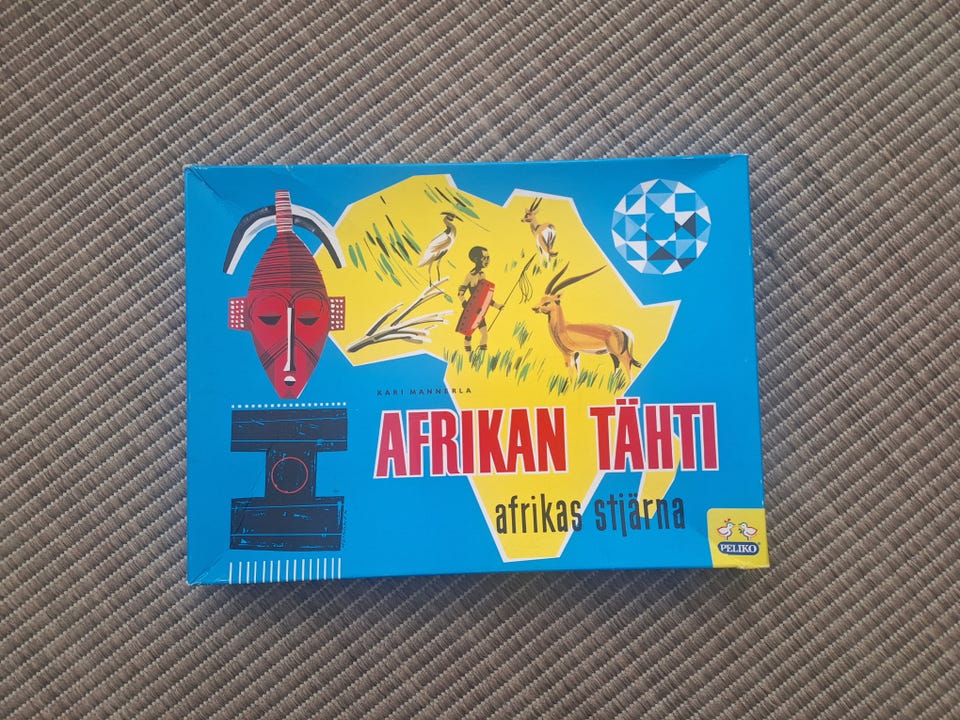 KARI MANNERLA
AFRIKAN TÄHTI
afrikas stjärna
PELIKO